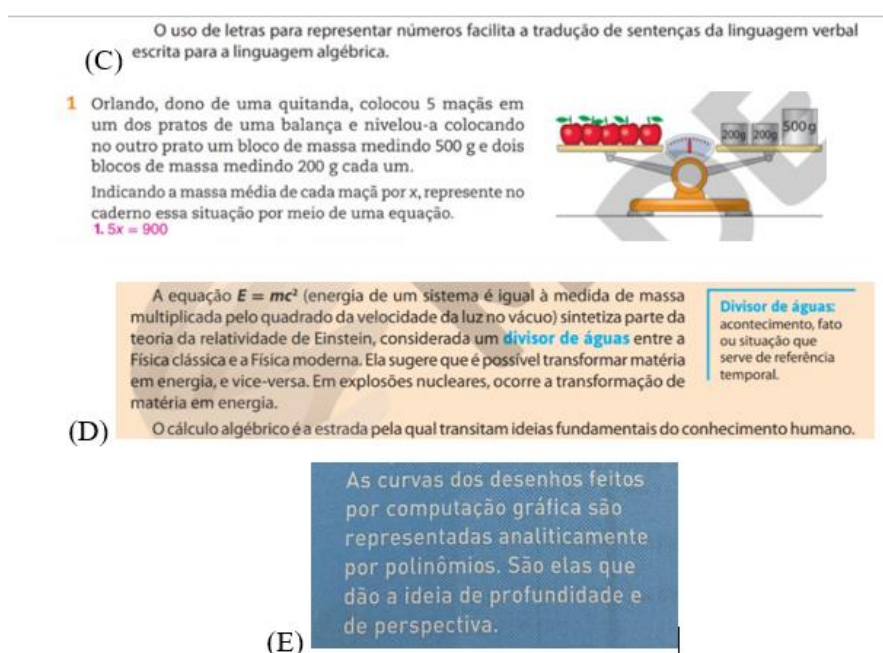 O uso de letras para representar números facilita a tradução de sentenças da linguagem verbal
(C) escrita para a linguagem algébrica.
1 Orlando, dono de uma quitanda, colocou 5 maçãs em
um dos pratos de uma balança e nivelou-a colocando
no outro prato um bloco de massa medindo 500 g e dois
blocos de massa medindo 200 g cada um.
Indicando a massa média de cada maçã por x, represente no
caderno essa situação por meio de uma equação.
1. 5x = 900
200g 200g 500 g
A equação E = mc² (energia de um sistema é igual à medida de massa
multiplicada pelo quadrado da velocidade da luz no vácuo) sintetiza parte da
teoria da relatividade de Einstein, considerada um divisor de águas entre a
Física clássica e a Física moderna. Ela sugere que é possível transformar matéria
em energia, e vice-versa. Em explosões nucleares, ocorre a transformação de
matéria em energia.
Divisor de águas:
acontecimento, fato
ou situação que
serve de referência
temporal.
(D) O cálculo algébrico é a estrada pela qual transitam ideias fundamentais do conhecimento humano.
As curvas dos desenhos feitos
por computação gráfica são
representadas analiticamente
por polinômios. São elas que
dão a ideia de profundidade e
de perspectiva.
(E)